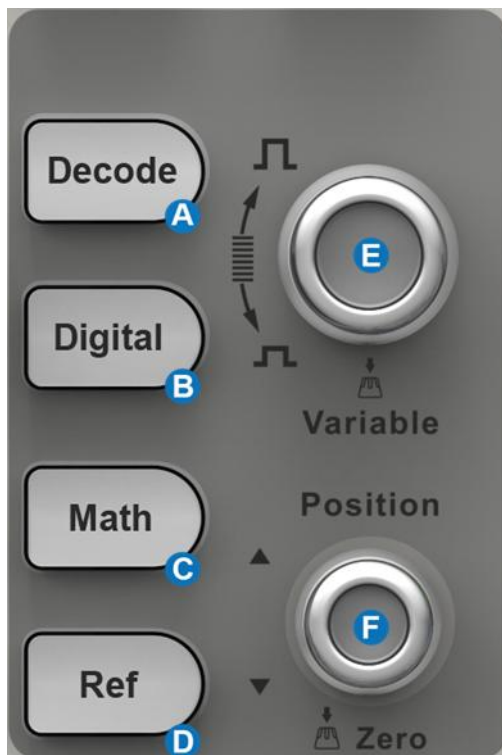 Decode
A
E
Digital
B
Variable
Math
C
Position
F
Ref
D
Zero